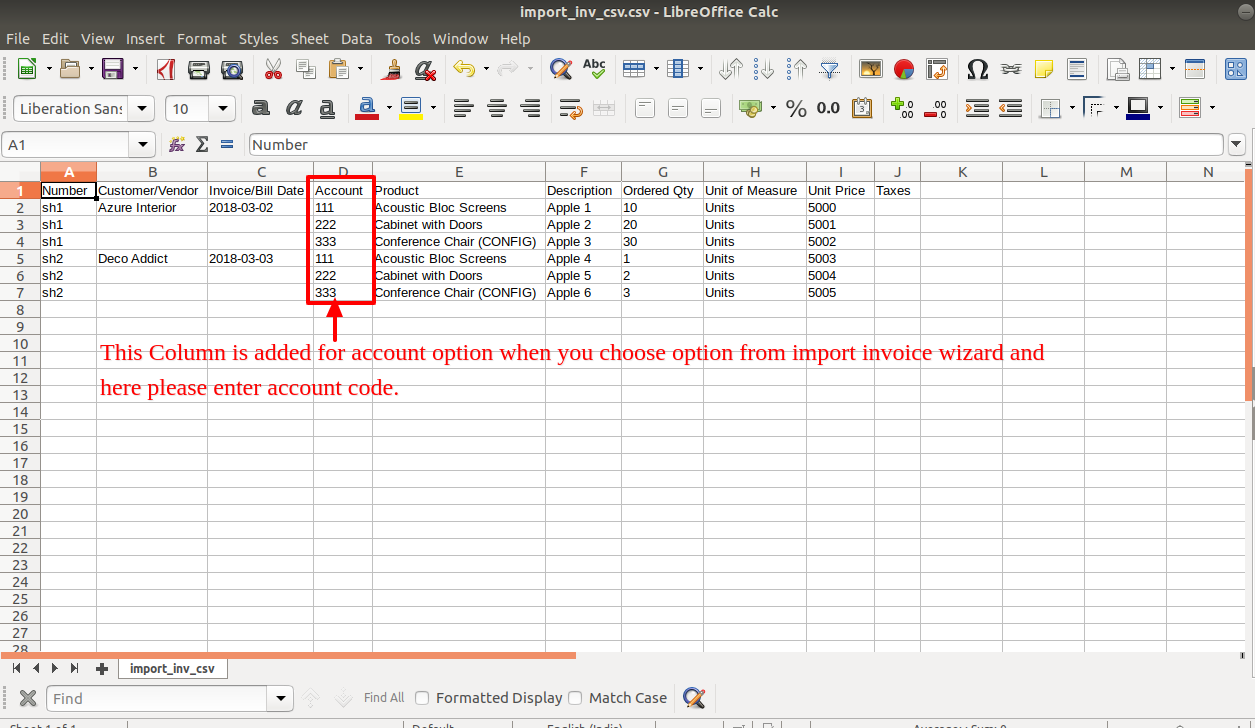 import_inv_csv.csv - LibreOffice Calc
File Edit View Insert Format Styles Sheet Data Tools Window Help
Liberation Sans 10
A1 Number
A B C D E F G H I J K L M N
1 Number Customer/Vendor Invoice/Bill Date Account Product Description Ordered Qty Unit of Measure Unit Price Taxes
2 sh1 Azure Interior 2018-03-02 111 Acoustic Bloc Screens Apple 1 10 Units 5000
3 sh1 222 Cabinet with Doors Apple 2 20 Units 5001
4 sh1 333 Conference Chair (CONFIG) Apple 3 30 Units 5002
5 sh2 Deco Addict 2018-03-03 111 Acoustic Bloc Screens Apple 4 1 Units 5003
6 sh2 222 Cabinet with Doors Apple 5 2 Units 5004
7 sh2 333 Conference Chair (CONFIG) Apple 6 3 Units 5005
8
9
10
This Column is added for account option when you choose option from import invoice wizard and
11
12
here please enter account code.
13
14
15
16
17
18
19
20
21
22
23
24
25
26
27
28
import_inv_csv
Find Find All Formatted Display Match Case
Sheet 1 of 1 Default English (India) Average: Sum: 0